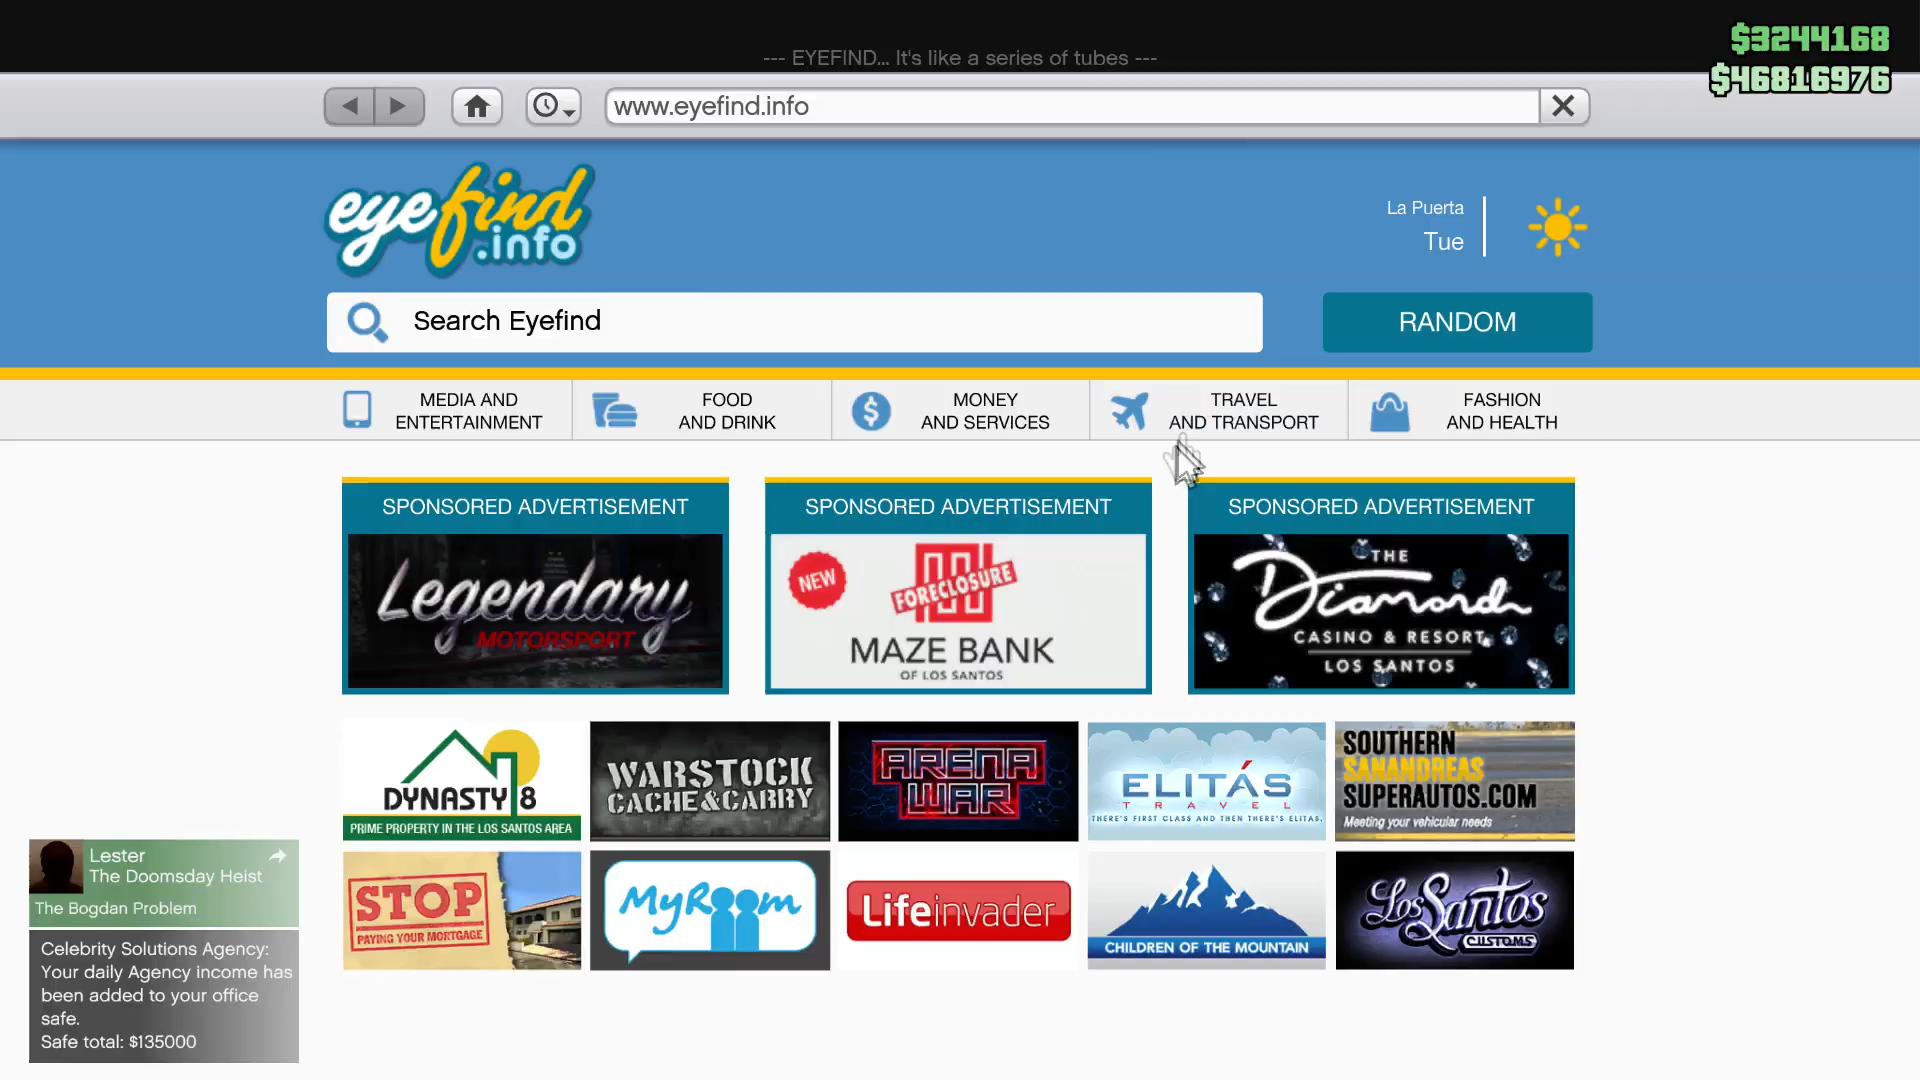 --- EYEFIND... It's like a series of tubes ---
$3244168
$46816976
www.eyefind.info
eyefind
.info
La Puerta
Tue
Search Eyefind
RANDOM
MEDIA AND
ENTERTAINMENT
FOOD
AND DRINK
MONEY
AND SERVICES
TRAVEL
AND TRANSPORT
FASHION
AND HEALTH
SPONSORED ADVERTISEMENT
Legendary
MOTORSPORT
SPONSORED ADVERTISEMENT
NEW
FORECLOSURE
MAZE BANK
OF LOS SANTOS
SPONSORED ADVERTISEMENT
THE
Diamond
CASINO & RESORT
LOS SANTOS
DYNASTY 8
PRIME PROPERTY IN THE LOS SANTOS AREA
WARSTOCK
CACHE&CARRY
ARENA
WAR
ELITÁS
TRAVEL
THERE'S FIRST CLASS AND THEN THERE'S ELITAS.
SOUTHERN
SANANDREAS
SUPERAUTOS.COM
Meeting your vehicular needs
STOP
PAYING YOUR MORTGAGE
MyRoom
Lifeinvader
CHILDREN OF THE MOUNTAIN
Los Santos
CUSTOMS
Lester
The Doomsday Heist
The Bogdan Problem
Celebrity Solutions Agency:
Your daily Agency income has
been added to your office
safe.
Safe total: $135000